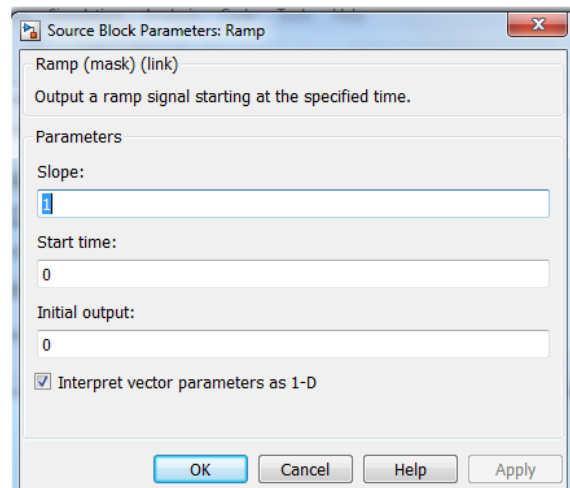 Source Block Parameters: Ramp
Ramp (mask) (link)
Output a ramp signal starting at the specified time.
Parameters
Slope:
1
Start time:
0
Initial output:
0
Interpret vector parameters as 1-D
OK Cancel Help Apply